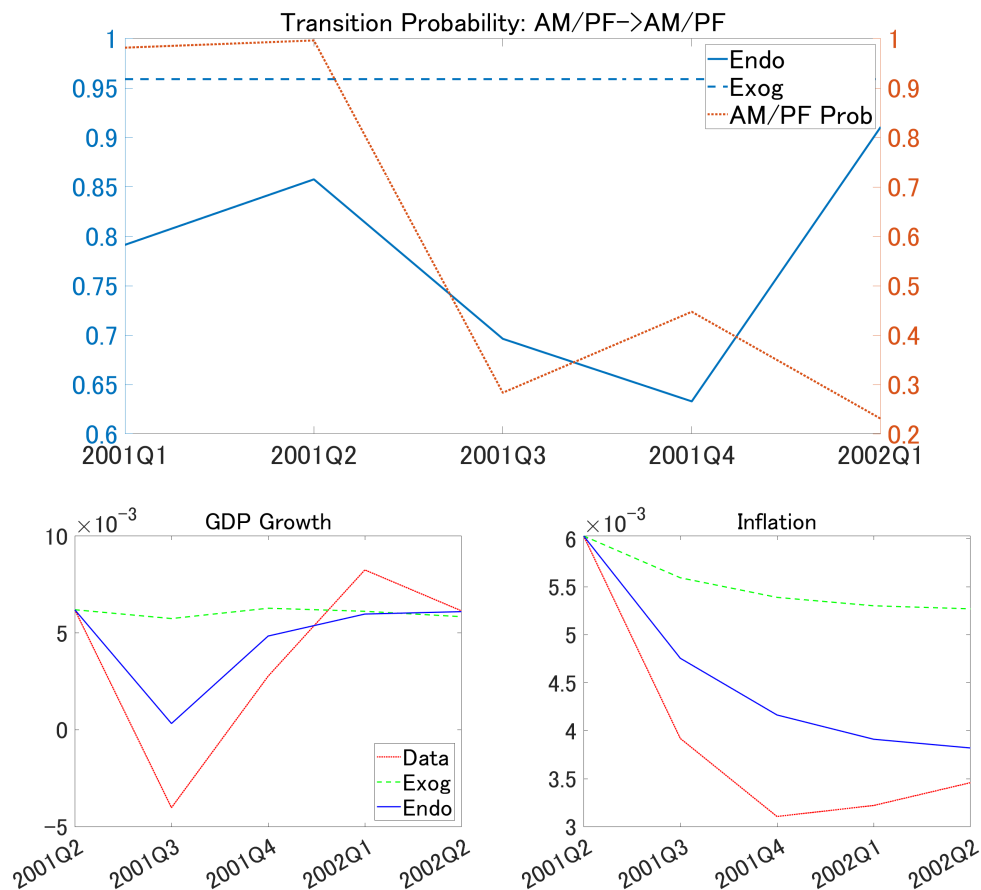 Transition Probability: AM/PF->AM/PF
1
0.95
0.9
0.85
0.8
0.75
0.7
0.65
0.6
1
0.9
0.8
0.7
0.6
0.5
0.4
0.3
0.2
Endo
Exog
AM/PF Prob
2001Q1 2001Q2 2001Q3 2001Q4 2002Q1
GDP Growth
×10⁻³
10
5
0
−5
Data
Exog
Endo
2001Q2 2001Q3 2001Q4 2002Q1 2002Q2
Inflation
×10⁻³
6
5.5
5
4.5
4
3.5
3
2001Q2 2001Q3 2001Q4 2002Q1 2002Q2